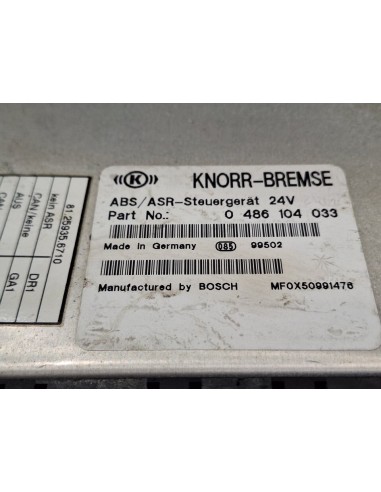 (((K))) KNORR-BREMSE
ABS/ASR-Steuergerät 24V
Part No.: 0 486 104 033
Made in Germany 085 99502
Manufactured by BOSCH MF0X50991476
81.25935.6710
kein ASR
CAN/keine DR1
AUS GA1